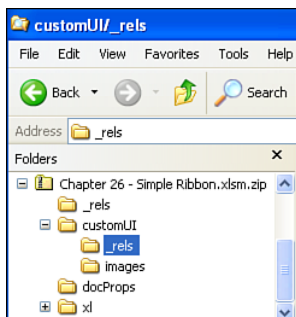 customUI/_rels
File Edit View Favorites Tools Help
Back Search
Address _rels
Folders x
Chapter 26 - Simple Ribbon.xlsm.zip
_rels
customUI
_rels
images
docProps
xl